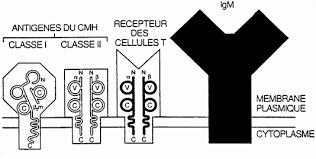 IgM
RECEPTEUR
DES
CELLULES T
ANTIGENES DU CMH
CLASSE I
CLASSE II
N
N N
α β
N N
α β
V V
V V
C
C C
C C
C
C C
C C
MEMBRANE
PLASMIQUE
CYTOPLASME